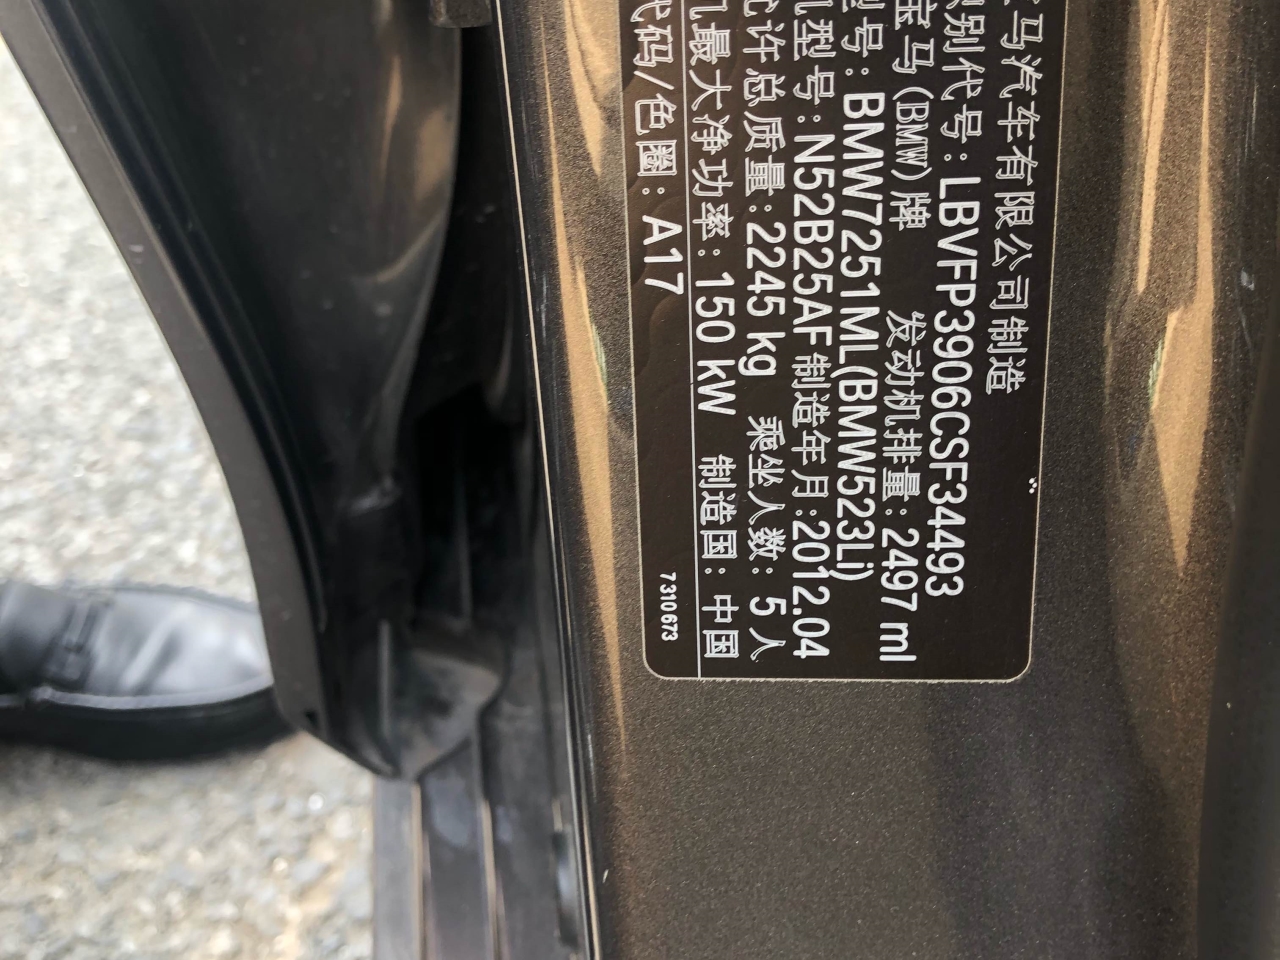 马汽车有限公司制造
别代号:LBVFP3906CSF34493
宝马(BMW)牌 发动机排量:2497 ml
型号:BMW7251ML(BMW523Li)
机型号:N52B25AF 制造年月:2012.04
允许总质量:2245 kg 乘坐人数: 5 人
机最大净功率:150 kW 制造国: 中国
代码/色圈: A17
7310673